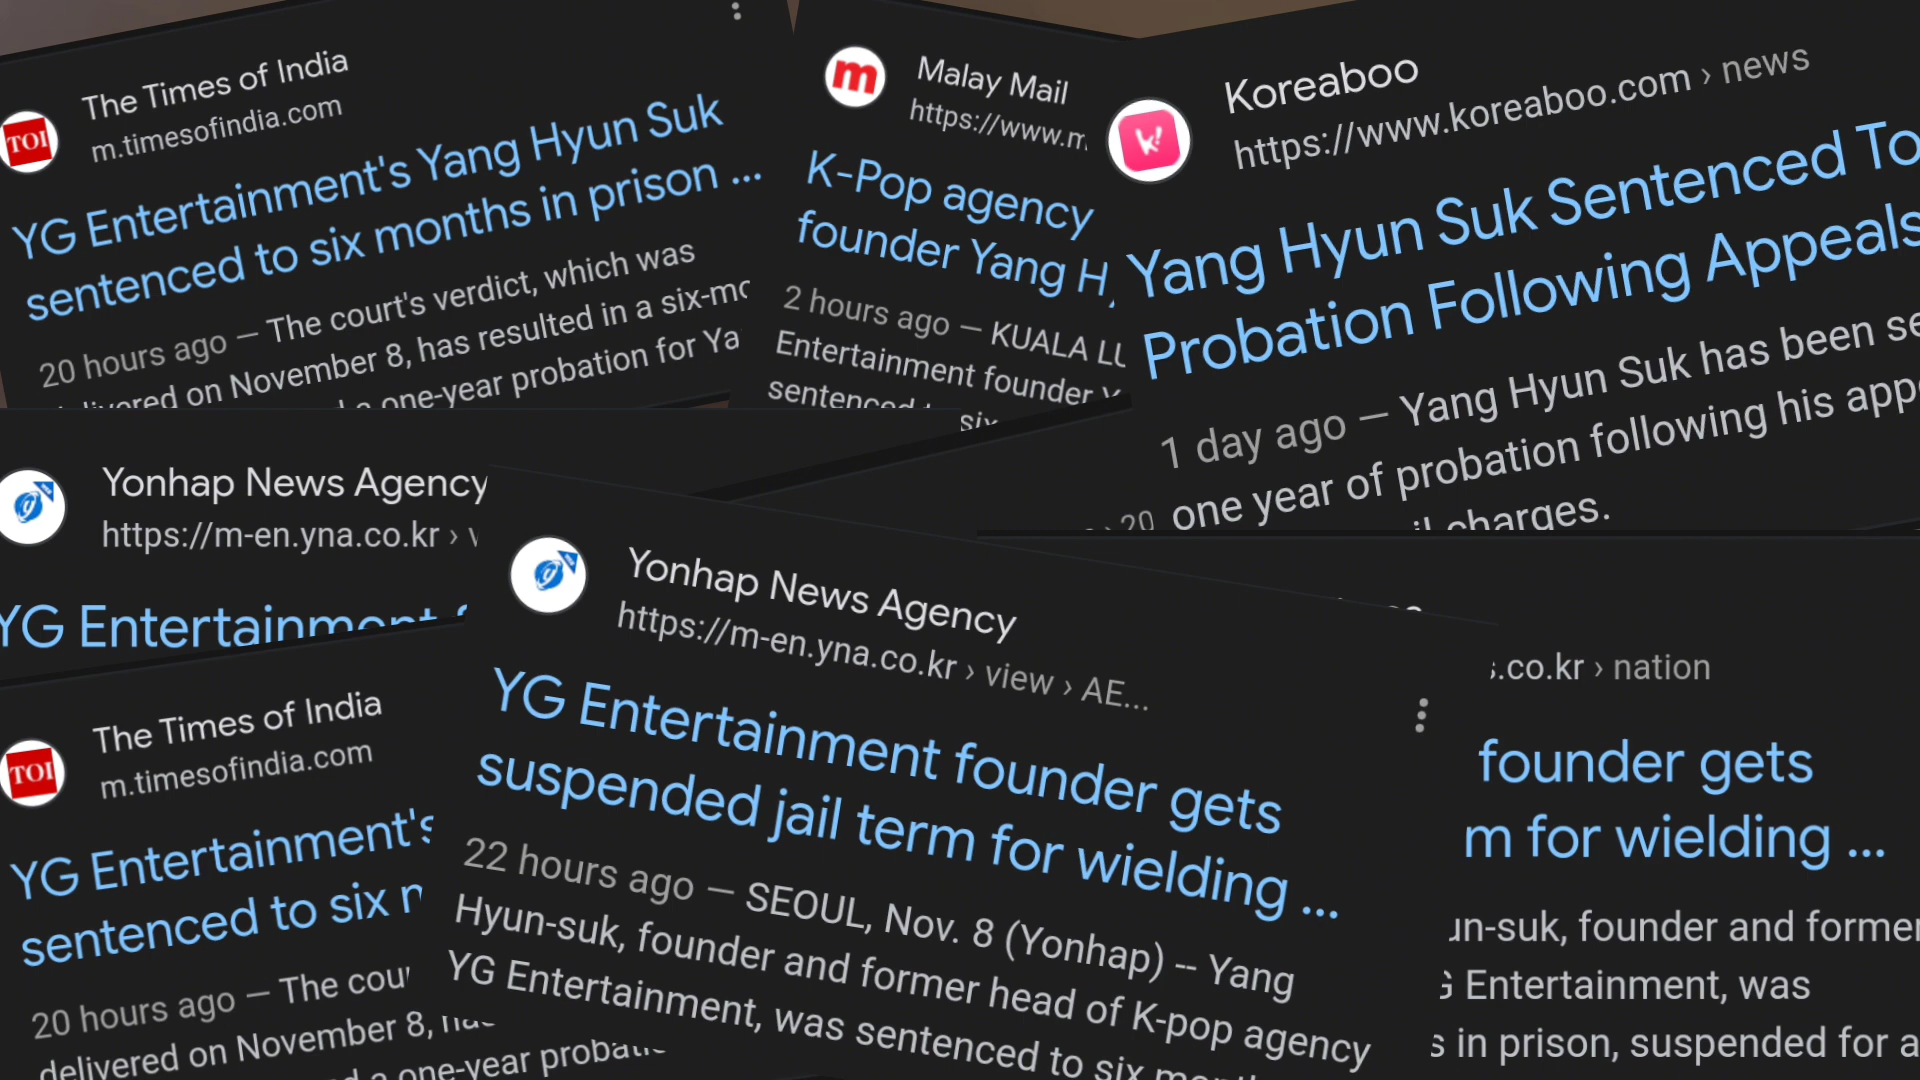 The Times of India
m.timesofindia.com
YG Entertainment's Yang Hyun Suk
sentenced to six months in prison ...
20 hours ago — The court's verdict, which was
delivered on November 8, has resulted in a six-mo
a one-year probation for Ya
Malay Mail
https://www.m
K-Pop agency
founder Yang H
2 hours ago — KUALA LU
Entertainment founder Y
sentenced
six
Koreaboo
https://www.koreaboo.com › news
Yang Hyun Suk Sentenced To
Probation Following Appeals
1 day ago — Yang Hyun Suk has been se
one year of probation following his app
charges.
› 20
Yonhap News Agency
https://m-en.yna.co.kr ›
YG Entertainment
The Times of India
m.timesofindia.com
YG Entertainment's
sentenced to six
20 hours ago — The cou
delivered on November 8, has
a one-year probatio
Yonhap News Agency
https://m-en.yna.co.kr › view › AE...
YG Entertainment founder gets
suspended jail term for wielding ...
22 hours ago — SEOUL, Nov. 8 (Yonhap) -- Yang
Hyun-suk, founder and former head of K-pop agency
YG Entertainment, was sentenced to six
.co.kr › nation
founder gets
m for wielding ...
un-suk, founder and former
G Entertainment, was
s in prison, suspended for a